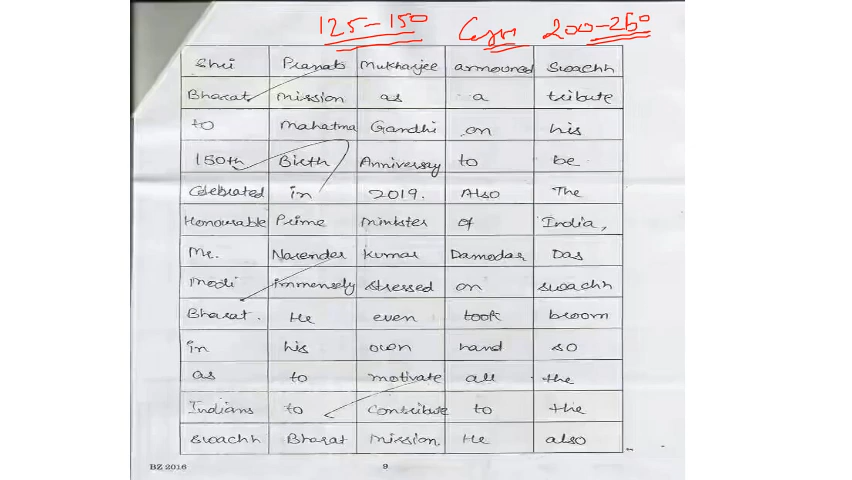 125-150 200-260
Shri Pranab Mukharjee announced Swachh
Bharat mission as a tribute
to Mahatma Gandhi on his
150th Birth Anniversay to be
Celebrated in 2019. Also The
Honourable Prime Minister of India,
Mr. Narender Kumar Damodar Das
Modi immensely stressed on swachh
Bharat. He even took broom
in his own hand so
as to motivate all the
Indians to Contribute to the
swachh Bharat Mission. He also
BZ 2016 9